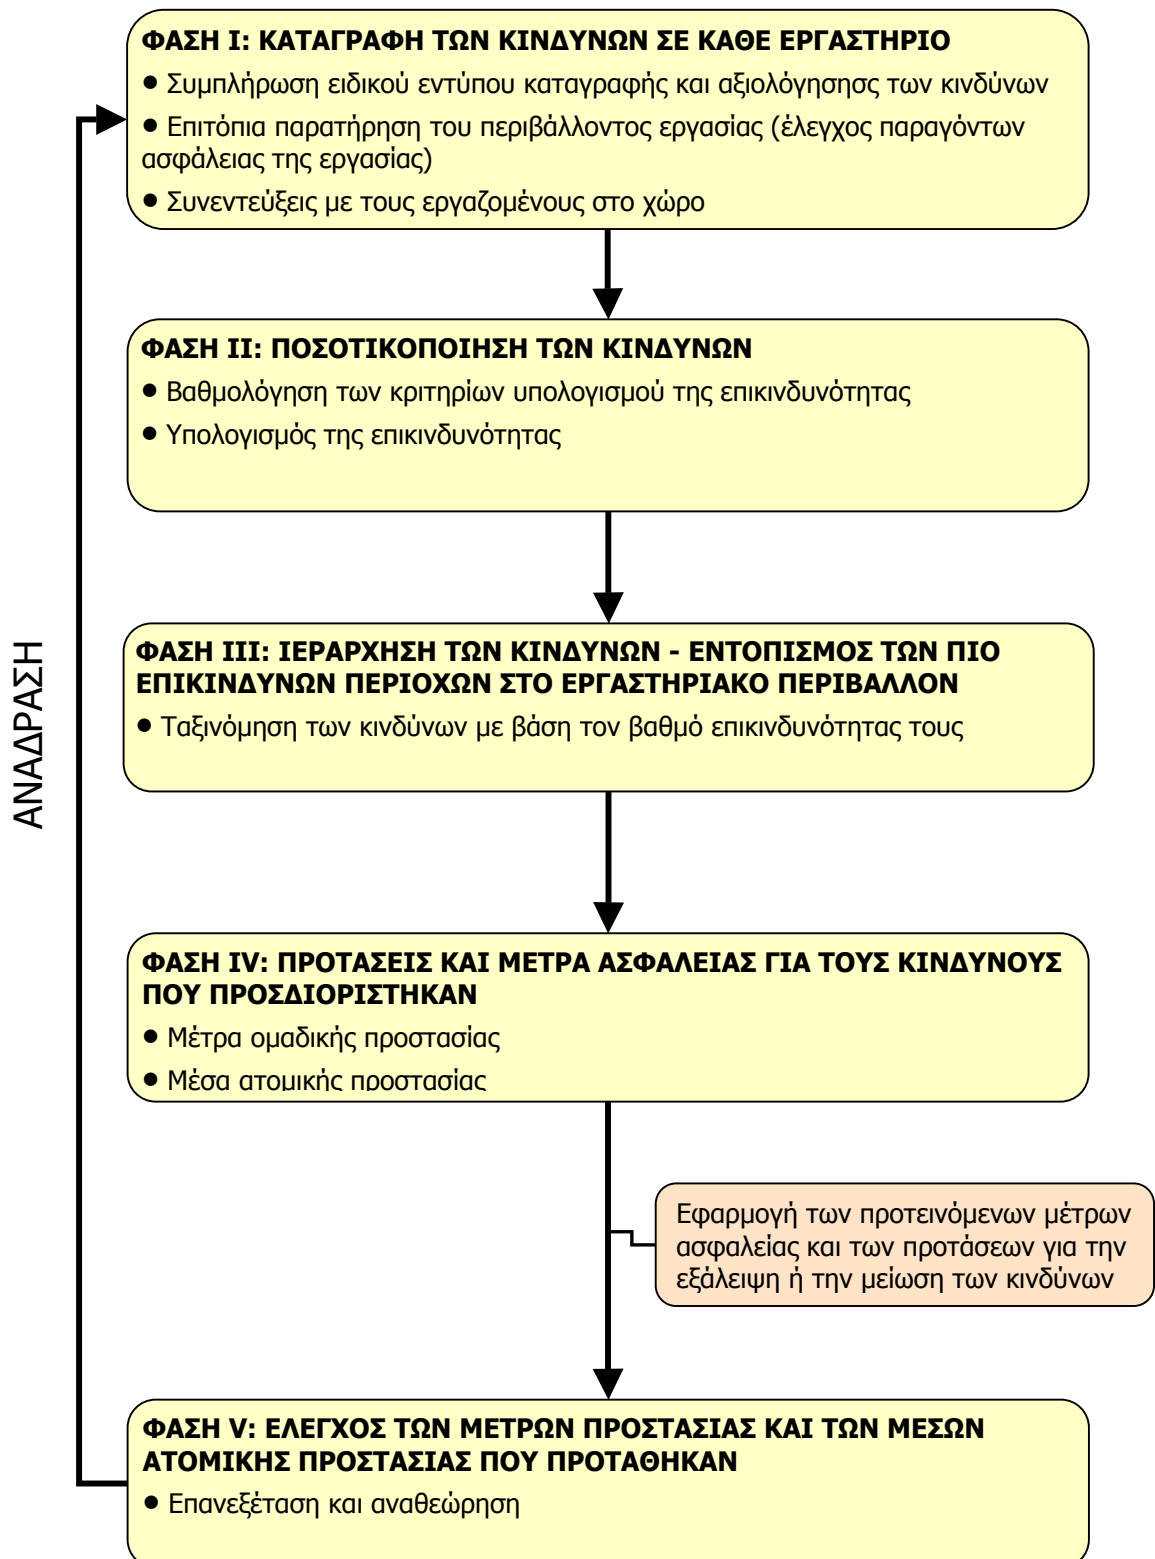 ΦΑΣΗ Ι: ΚΑΤΑΓΡΑΦΗ ΤΩΝ ΚΙΝΔΥΝΩΝ ΣΕ ΚΑΘΕ ΕΡΓΑΣΤΗΡΙΟ
● Συμπλήρωση ειδικού εντύπου καταγραφής και αξιολόγησησς των κινδύνων
● Επιτόπια παρατήρηση του περιβάλλοντος εργασίας (έλεγχος παραγόντων
ασφάλειας της εργασίας)
● Συνεντεύξεις με τους εργαζομένους στο χώρο
ΦΑΣΗ ΙΙ: ΠΟΣΟΤΙΚΟΠΟΙΗΣΗ ΤΩΝ ΚΙΝΔΥΝΩΝ
● Βαθμολόγηση των κριτηρίων υπολογισμού της επικινδυνότητας
● Υπολογισμός της επικινδυνότητας
ΦΑΣΗ ΙΙΙ: ΙΕΡΑΡΧΗΣΗ ΤΩΝ ΚΙΝΔΥΝΩΝ - ΕΝΤΟΠΙΣΜΟΣ ΤΩΝ ΠΙΟ
ΕΠΙΚΙΝΔΥΝΩΝ ΠΕΡΙΟΧΩΝ ΣΤΟ ΕΡΓΑΣΤΗΡΙΑΚΟ ΠΕΡΙΒΑΛΛΟΝ
● Ταξινόμηση των κινδύνων με βάση τον βαθμό επικινδυνότητας τους
ΑΝΑΔΡΑΣΗ
ΦΑΣΗ IV: ΠΡΟΤΑΣΕΙΣ ΚΑΙ ΜΕΤΡΑ ΑΣΦΑΛΕΙΑΣ ΓΙΑ ΤΟΥΣ ΚΙΝΔΥΝΟΥΣ
ΠΟΥ ΠΡΟΣΔΙΟΡΙΣΤΗΚΑΝ
● Μέτρα ομαδικής προστασίας
● Μέσα ατομικής προστασίας
Εφαρμογή των προτεινόμενων μέτρων
ασφαλείας και των προτάσεων για την
εξάλειψη ή την μείωση των κινδύνων
ΦΑΣΗ V: ΕΛΕΓΧΟΣ ΤΩΝ ΜΕΤΡΩΝ ΠΡΟΣΤΑΣΙΑΣ ΚΑΙ ΤΩΝ ΜΕΣΩΝ
ΑΤΟΜΙΚΗΣ ΠΡΟΣΤΑΣΙΑΣ ΠΟΥ ΠΡΟΤΑΘΗΚΑΝ
● Επανεξέταση και αναθεώρηση